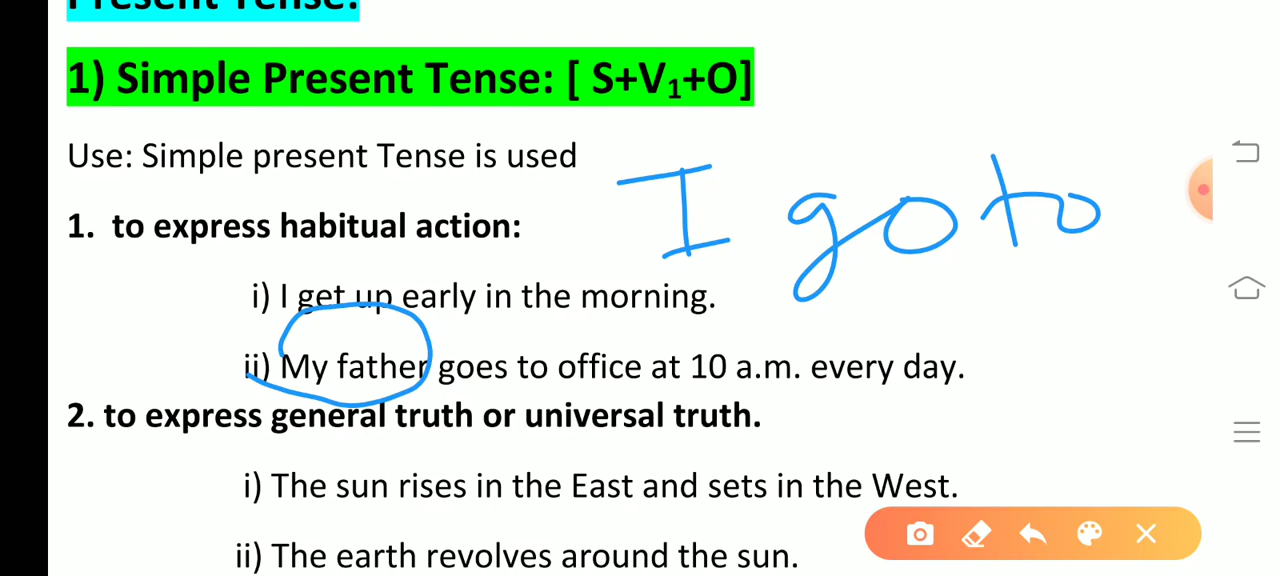 Present Tense:
1) Simple Present Tense: [ S+V₁+O]
Use: Simple present Tense is used
I go to
1. to express habitual action:
i) I get up early in the morning.
ii) My father goes to office at 10 a.m. every day.
2. to express general truth or universal truth.
i) The sun rises in the East and sets in the West.
ii) The earth revolves around the sun.